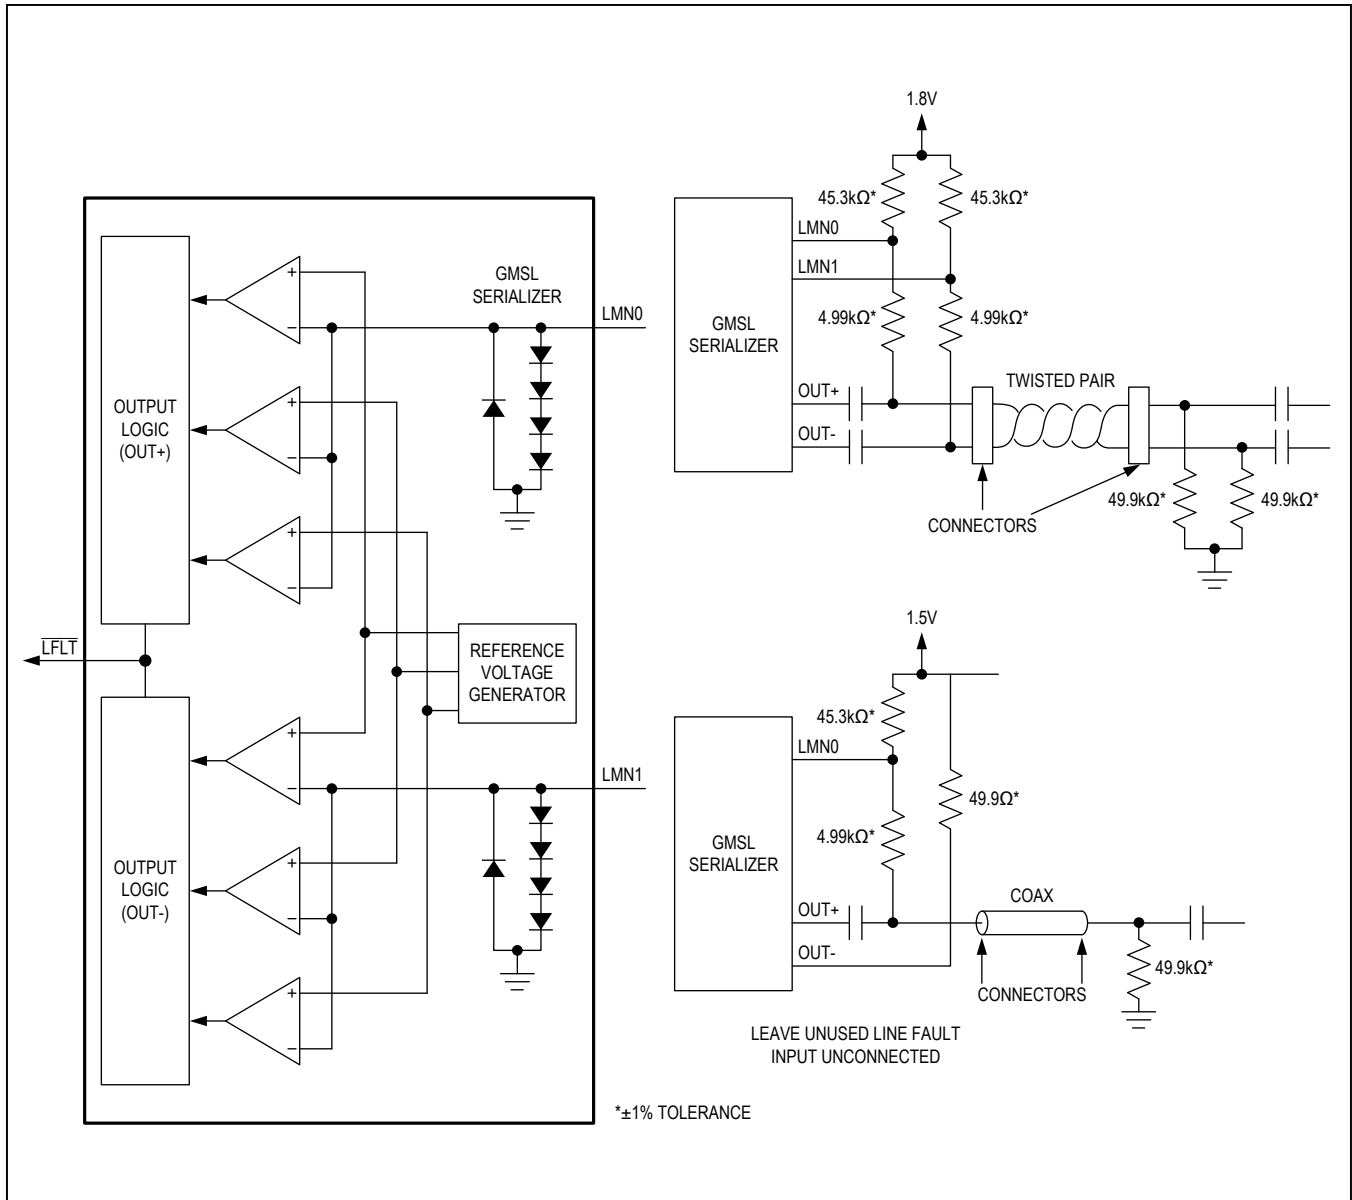 GMSL
SERIALIZER
LMN0
+
−
+
−
+
−
OUTPUT
LOGIC
(OUT+)
LFLT
REFERENCE
VOLTAGE
GENERATOR
+
−
+
−
+
−
LMN1
OUTPUT
LOGIC
(OUT-)
1.8V
45.3kΩ*
45.3kΩ*
LMN0
LMN1
4.99kΩ*
4.99kΩ*
GMSL
SERIALIZER
OUT+
OUT-
TWISTED PAIR
CONNECTORS
49.9kΩ*
49.9kΩ*
1.5V
45.3kΩ*
LMN0
49.9Ω*
4.99kΩ*
GMSL
SERIALIZER
OUT+
OUT-
COAX
CONNECTORS
49.9kΩ*
LEAVE UNUSED LINE FAULT
INPUT UNCONNECTED
*±1% TOLERANCE